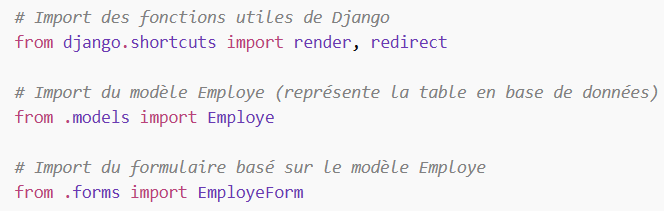 # Import des fonctions utiles de Django
from django.shortcuts import render, redirect
# Import du modèle Employe (représente la table en base de données)
from .models import Employe
# Import du formulaire basé sur le modèle Employe
from .forms import EmployeForm